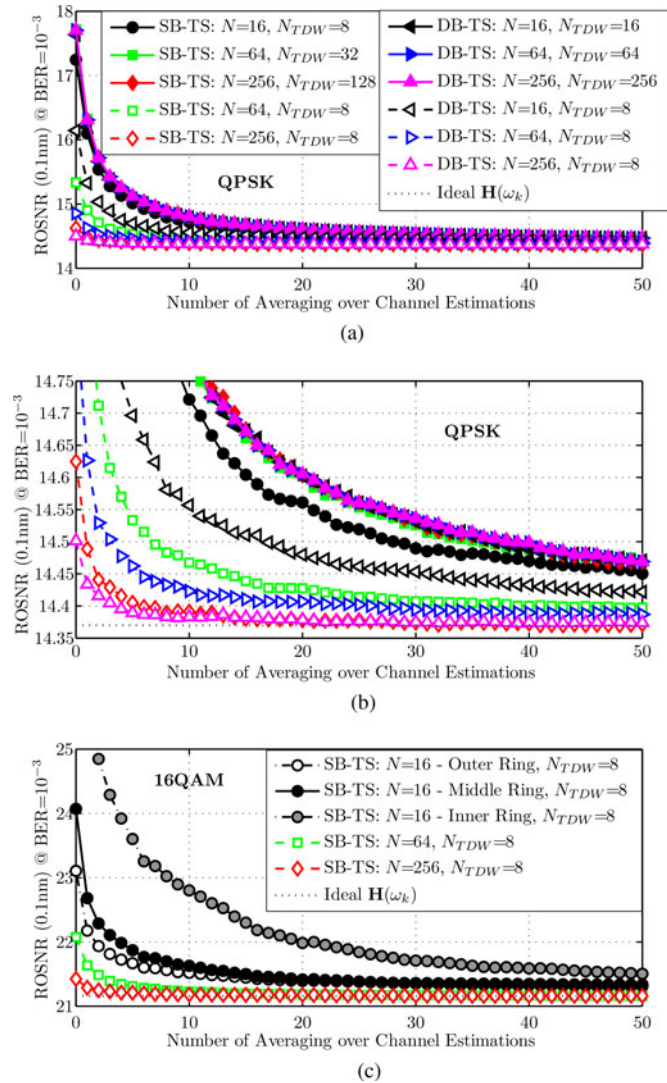 SB-TS: N=16, N_TDW=8
SB-TS: N=64, N_TDW=32
SB-TS: N=256, N_TDW=128
SB-TS: N=64, N_TDW=8
SB-TS: N=256, N_TDW=8
DB-TS: N=16, N_TDW=16
DB-TS: N=64, N_TDW=64
DB-TS: N=256, N_TDW=256
DB-TS: N=16, N_TDW=8
DB-TS: N=64, N_TDW=8
DB-TS: N=256, N_TDW=8
Ideal H(ω_k)
QPSK
ROSNR (0.1nm) @ BER=10⁻³
18
17
16
15
14
0 10 20 30 40 50
Number of Averaging over Channel Estimations
(a)
QPSK
ROSNR (0.1nm) @ BER=10⁻³
14.75
14.7
14.65
14.6
14.55
14.5
14.45
14.4
14.35
0 10 20 30 40 50
Number of Averaging over Channel Estimations
(b)
16QAM
SB-TS: N=16 - Outer Ring, N_TDW=8
SB-TS: N=16 - Middle Ring, N_TDW=8
SB-TS: N=16 - Inner Ring, N_TDW=8
SB-TS: N=64, N_TDW=8
SB-TS: N=256, N_TDW=8
Ideal H(ω_k)
ROSNR (0.1nm) @ BER=10⁻³
25
24
23
22
21
0 10 20 30 40 50
Number of Averaging over Channel Estimations
(c)